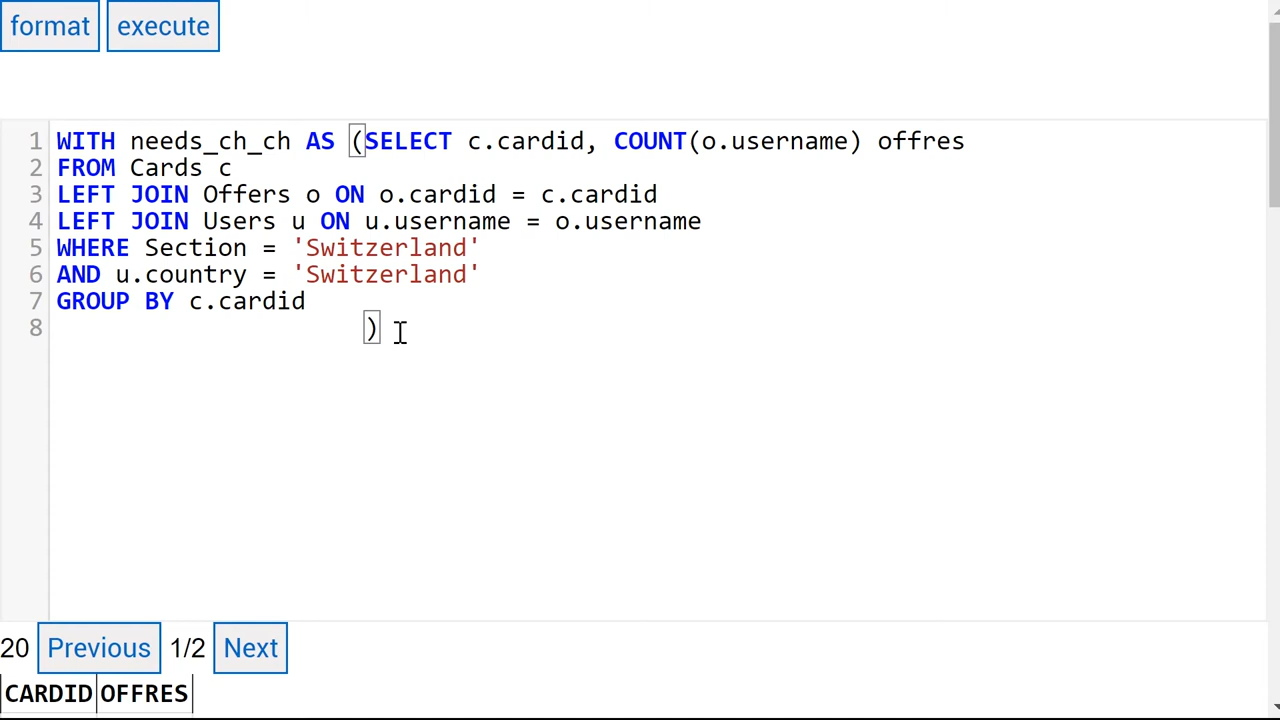 format execute
1 WITH needs_ch_ch AS (SELECT c.cardid, COUNT(o.username) offres
2 FROM Cards c
3 LEFT JOIN Offers o ON o.cardid = c.cardid
4 LEFT JOIN Users u ON u.username = o.username
5 WHERE Section = 'Switzerland'
6 AND u.country = 'Switzerland'
7 GROUP BY c.cardid
8 )
20 Previous 1/2 Next
CARDID OFFRES